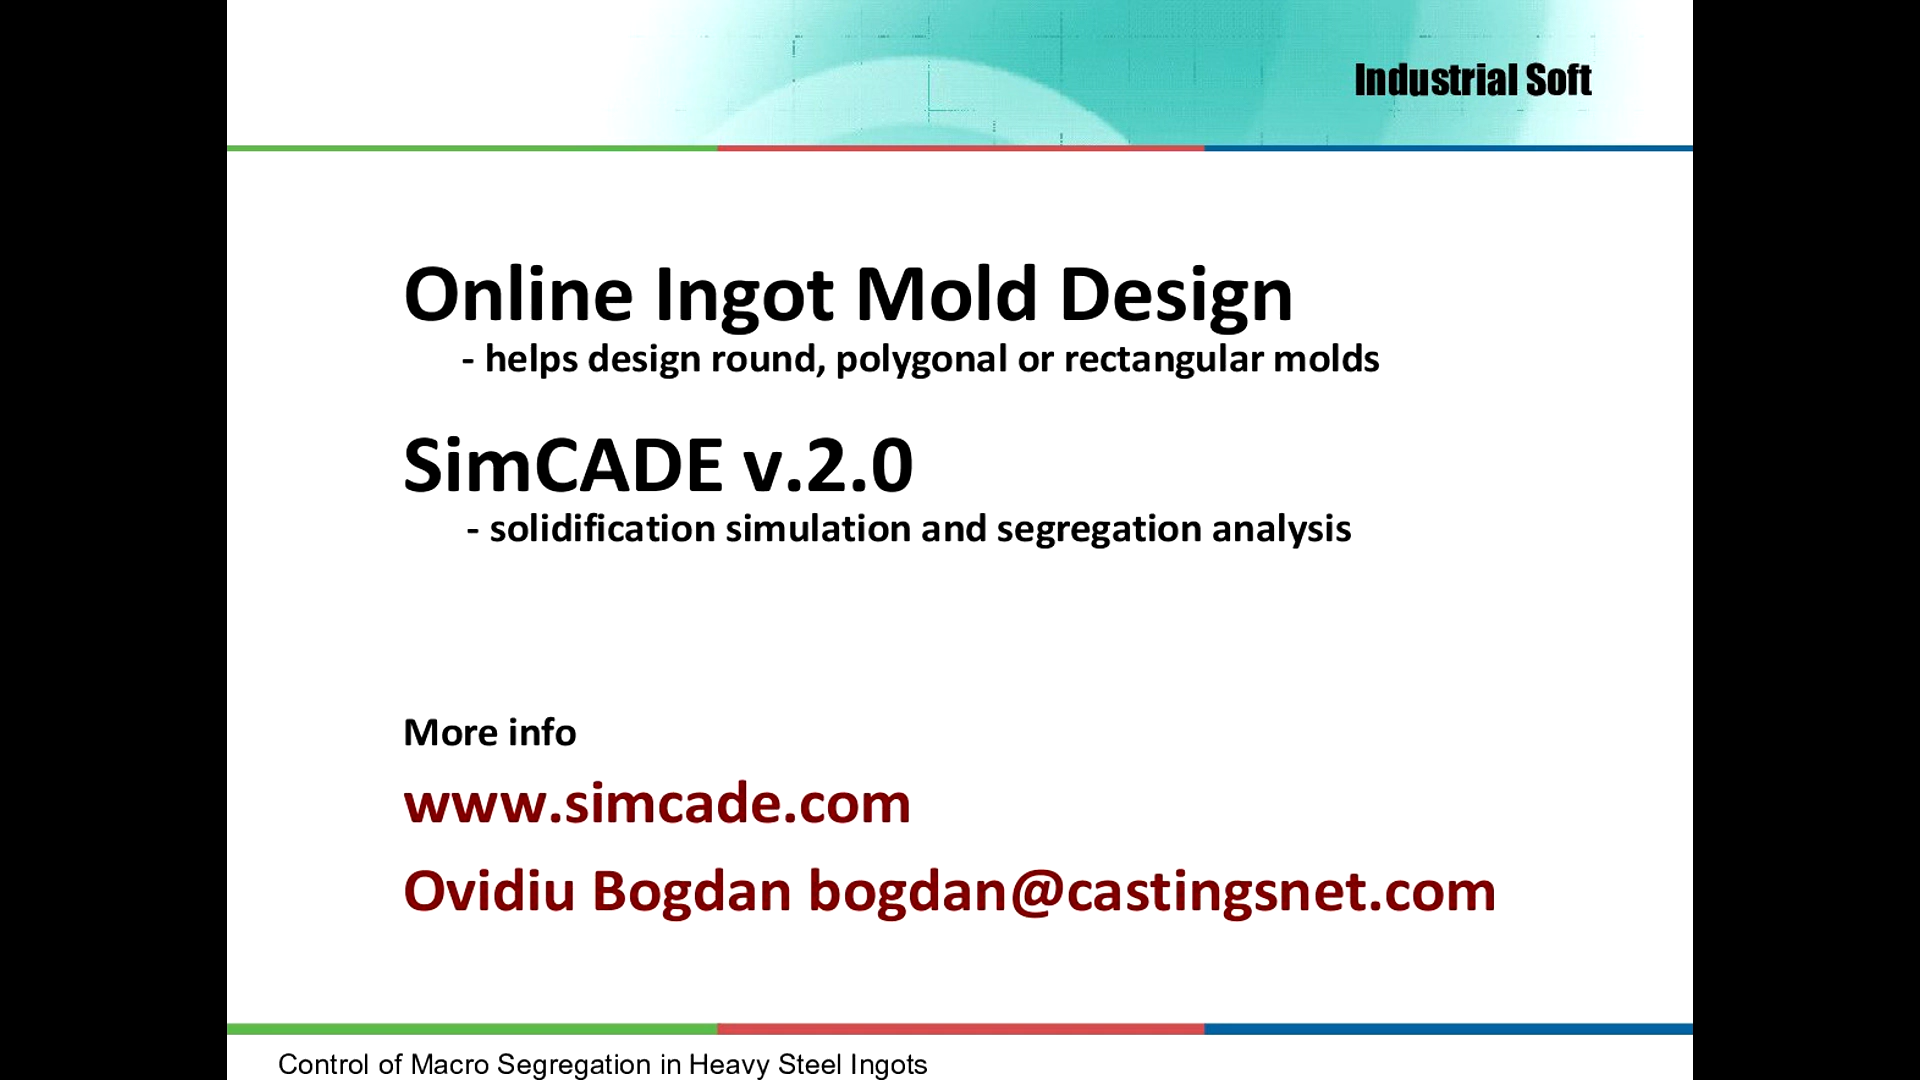 Industrial Soft
Online Ingot Mold Design
- helps design round, polygonal or rectangular molds
SimCADE v.2.0
- solidification simulation and segregation analysis
More info
www.simcade.com
Ovidiu Bogdan bogdan@castingsnet.com
Control of Macro Segregation in Heavy Steel Ingots